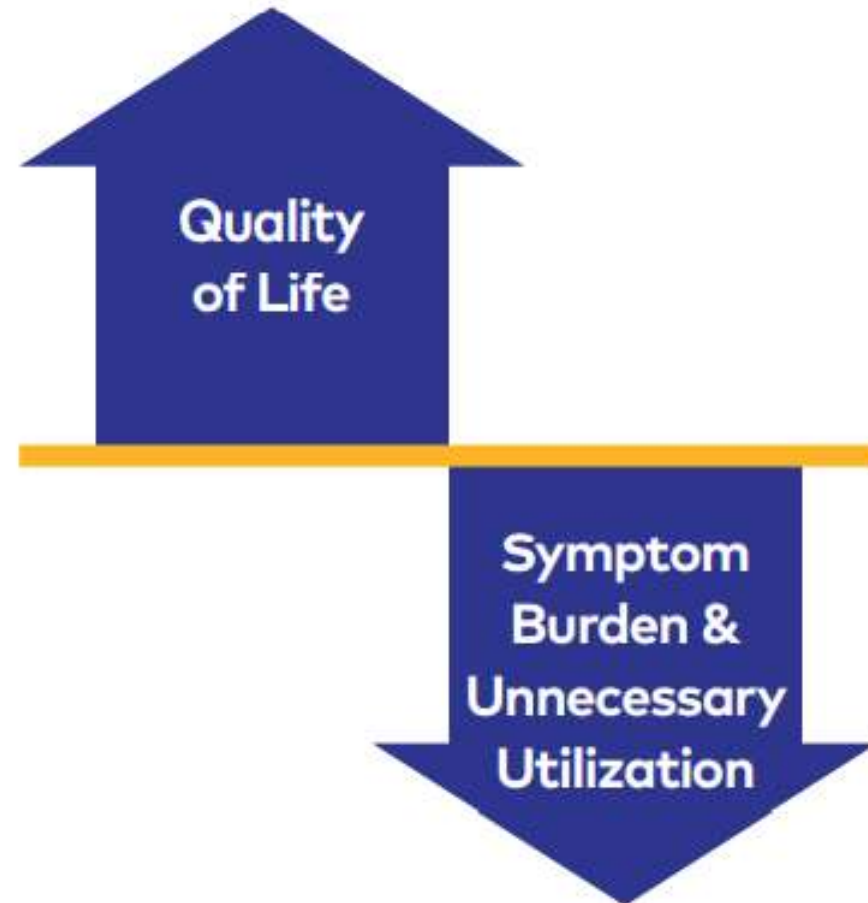 Quality
of Life
Symptom
Burden &
Unnecessary
Utilization